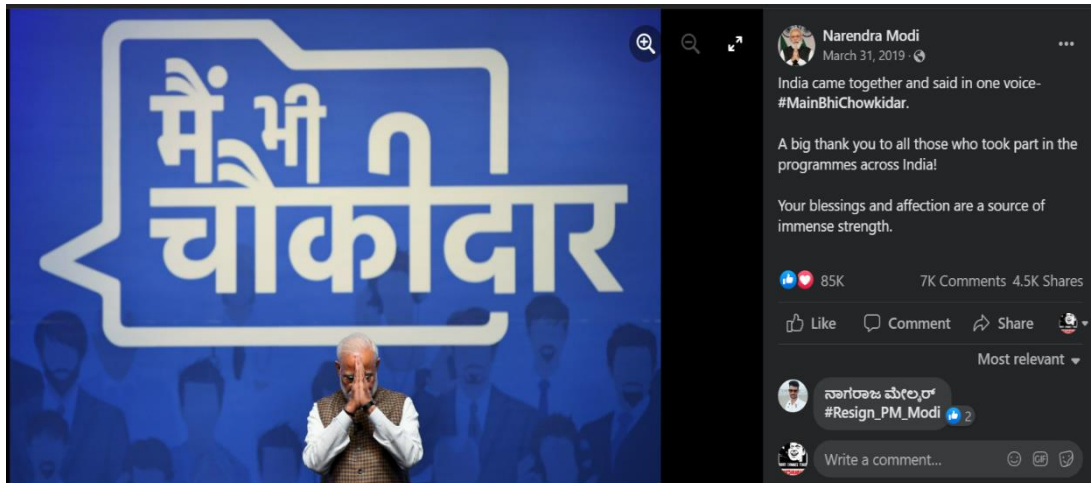 मैं भी
चौकीदार
Narendra Modi
March 31, 2019 ·
India came together and said in one voice-
#MainBhiChowkidar.
A big thank you to all those who took part in the
programmes across India!
Your blessings and affection are a source of
immense strength.
85K 7K Comments 4.5K Shares
Like Comment Share
Most relevant
ನಾಗರಾಜ ಮೇಲ್ಕರ್
#Resign_PM_Modi 2
Write a comment...
GIF